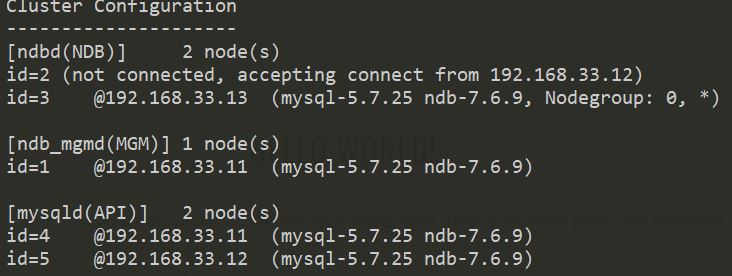 Cluster Configuration
---------------------
[ndbd(NDB)]     2 node(s)
id=2 (not connected, accepting connect from 192.168.33.12)
id=3    @192.168.33.13  (mysql-5.7.25 ndb-7.6.9, Nodegroup: 0, *)

[ndb_mgmd(MGM)] 1 node(s)
HELLO WORLD!
id=1    @192.168.33.11  (mysql-5.7.25 ndb-7.6.9)

[mysqld(API)]   2 node(s)
id=4    @192.168.33.11  (mysql-5.7.25 ndb-7.6.9)
id=5    @192.168.33.12  (mysql-5.7.25 ndb-7.6.9)